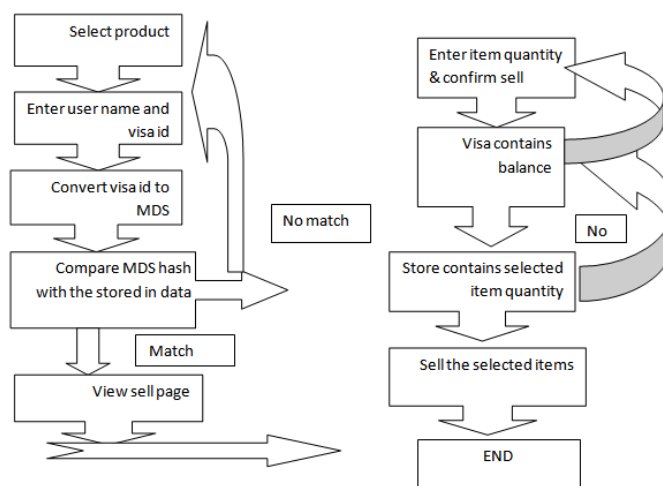 Select product
Enter user name and
visa id
Convert visa id to
MDS
Compare MDS hash
with the stored in data
No match
Match
View sell page
Enter item quantity
& confirm sell
Visa contains
balance
No
Store contains selected
item quantity
Sell the selected items
END